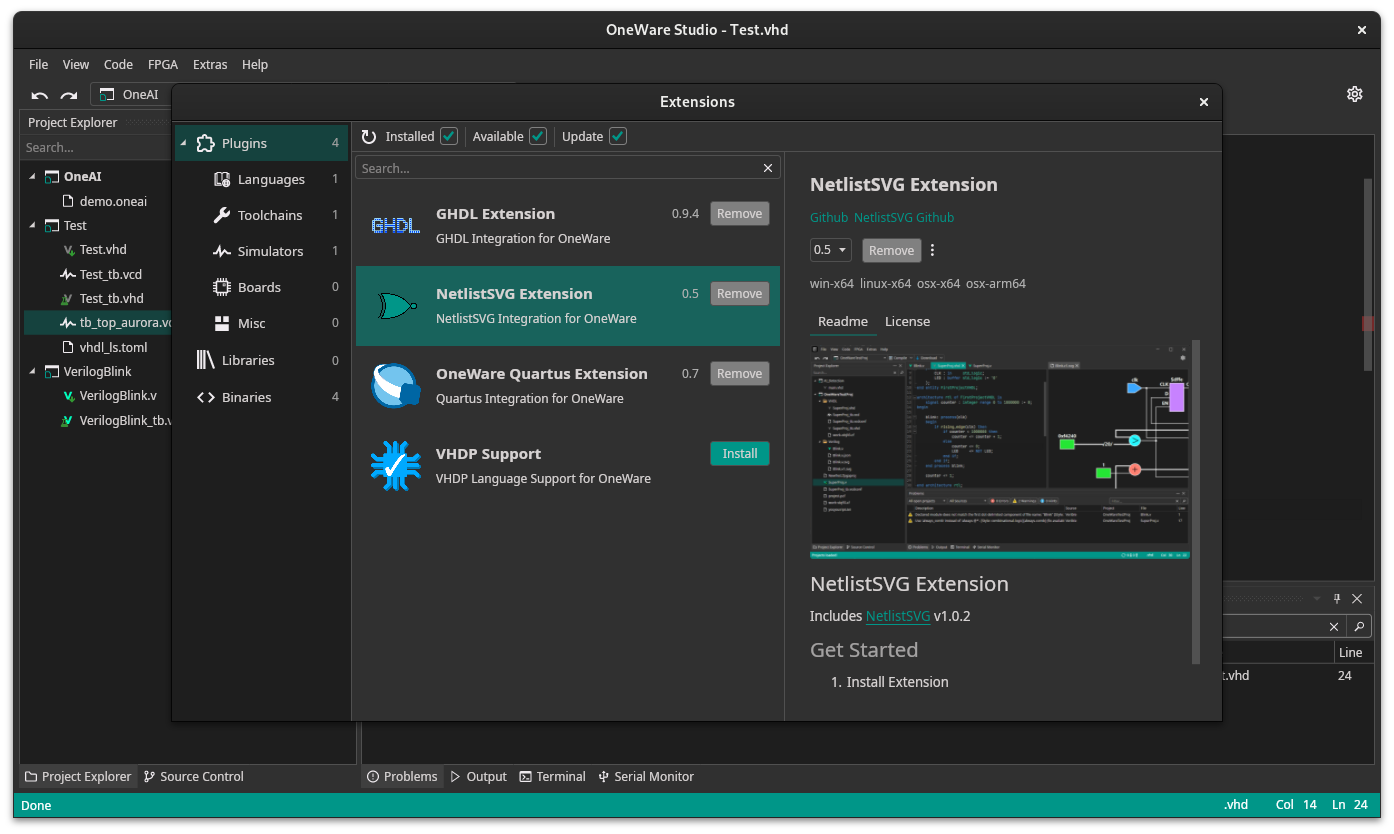 OneWare Studio - Test.vhd
File View Code FPGA Extras Help
OneAI
Project Explorer
Search...
OneAI
demo.oneai
Test
Test.vhd
Test_tb.vcd
Test_tb.vhd
tb_top_aurora.vc
vhdl_ls.toml
VerilogBlink
VerilogBlink.v
VerilogBlink_tb.v
Extensions
Plugins 4
Languages 1
Toolchains 1
Simulators 1
Boards 0
Misc 0
Libraries 0
Binaries 4
Installed Available Update
Search...
GHDL
GHDL Extension 0.9.4 Remove
GHDL Integration for OneWare
NetlistSVG Extension 0.5 Remove
NetlistSVG Integration for OneWare
OneWare Quartus Extension 0.7 Remove
Quartus Integration for OneWare
VHDP Support Install
VHDP Language Support for OneWare
NetlistSVG Extension
Github NetlistSVG Github
0.5 Remove
win-x64 linux-x64 osx-x64 osx-arm64
Readme License
NetlistSVG Extension
Includes NetlistSVG v1.0.2
Get Started
1. Install Extension
Line
t.vhd 24
Project Explorer Source Control
Problems Output Terminal Serial Monitor
Done .vhd Col 14 Ln 24